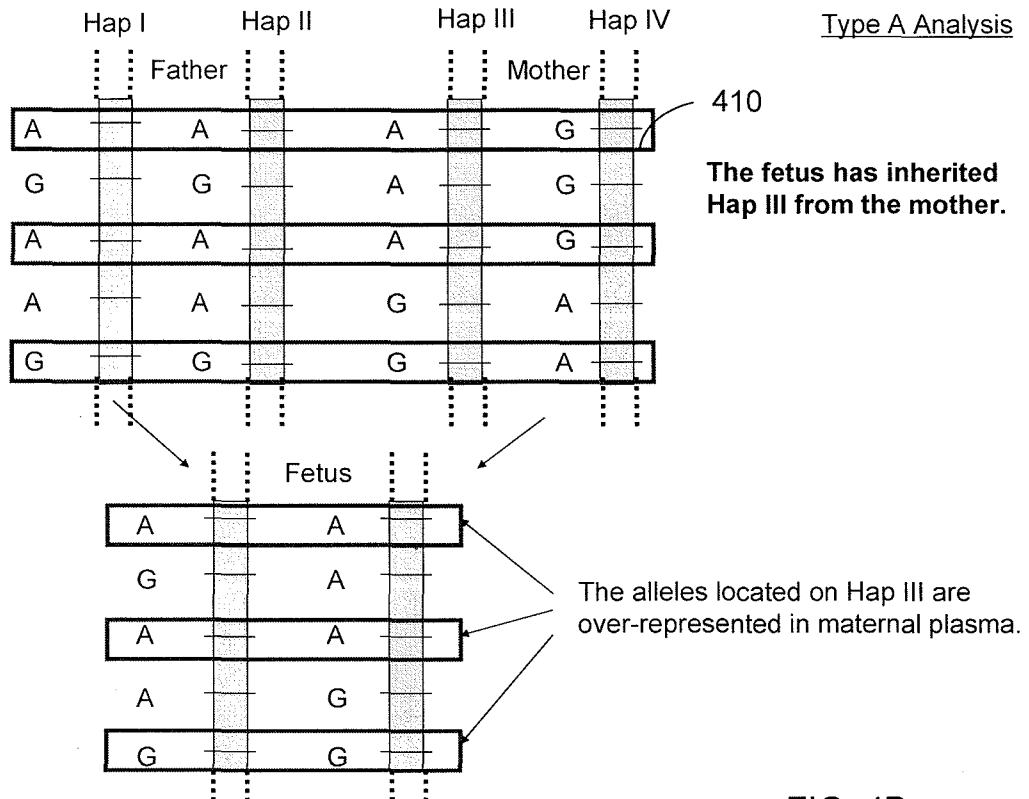 Hap I Hap II Hap III Hap IV Type A Analysis
Father Mother
410
A A A G
The fetus has inherited
G G A G
Hap III from the mother.
A A A G
A A G A
G G G A
Fetus
A A
G A
The alleles located on Hap III are
over-represented in maternal plasma.
A A
A G
G G